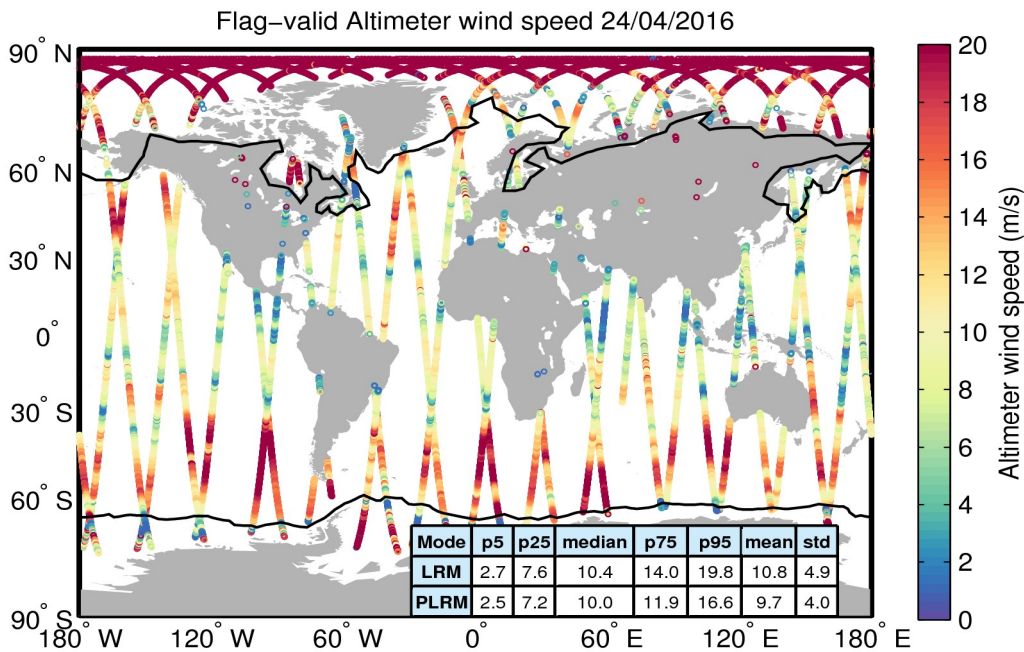 Flag−valid Altimeter wind speed 24/04/2016
90° N
60° N
30° N
0°
30° S
60° S
90° S
180° W
120° W
60° W
0°
60° E
120° E
180° E
Mode p5 p25 median p75 p95 mean std
LRM 2.7 7.6 10.4 14.0 19.8 10.8 4.9
PLRM 2.5 7.2 10.0 11.9 16.6 9.7 4.0
20
18
16
14
12
10
8
6
4
2
0
Altimeter wind speed (m/s)